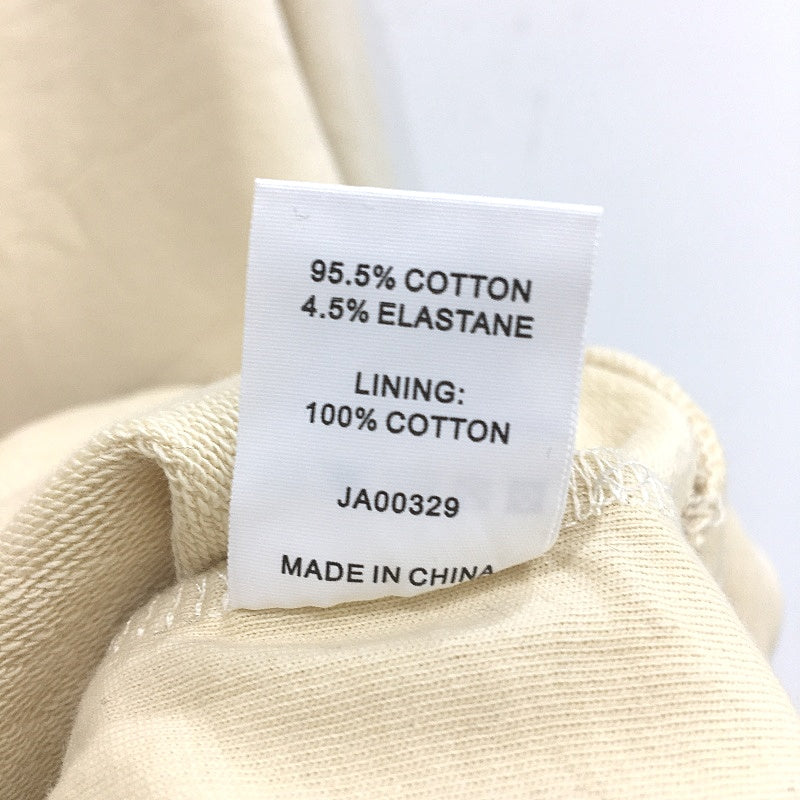 95.5% COTTON
4.5% ELASTANE
LINING:
100% COTTON
JA00329
MADE IN CHINA